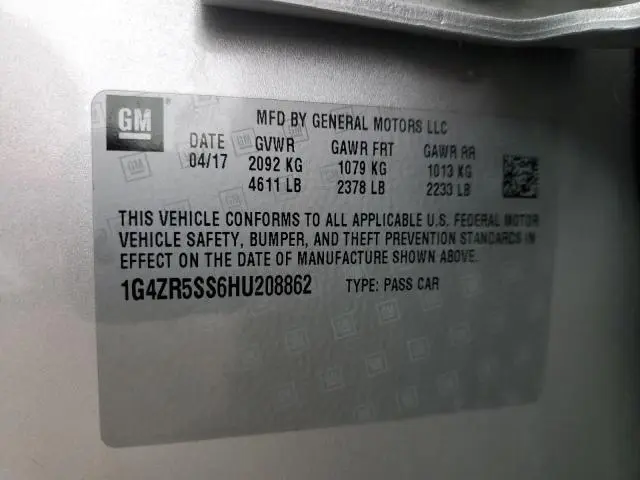 GM
MFD BY GENERAL MOTORS LLC
DATE GVWR GAWR FRT GAWR RR
04/17 2092 KG 1079 KG 1013 KG
4611 LB 2378 LB 2233 LB
THIS VEHICLE CONFORMS TO ALL APPLICABLE U.S. FEDERAL MOTOR
VEHICLE SAFETY, BUMPER, AND THEFT PREVENTION STANDARDS IN
EFFECT ON THE DATE OF MANUFACTURE SHOWN ABOVE.
1G4ZR5SS6HU208862 TYPE: PASS CAR